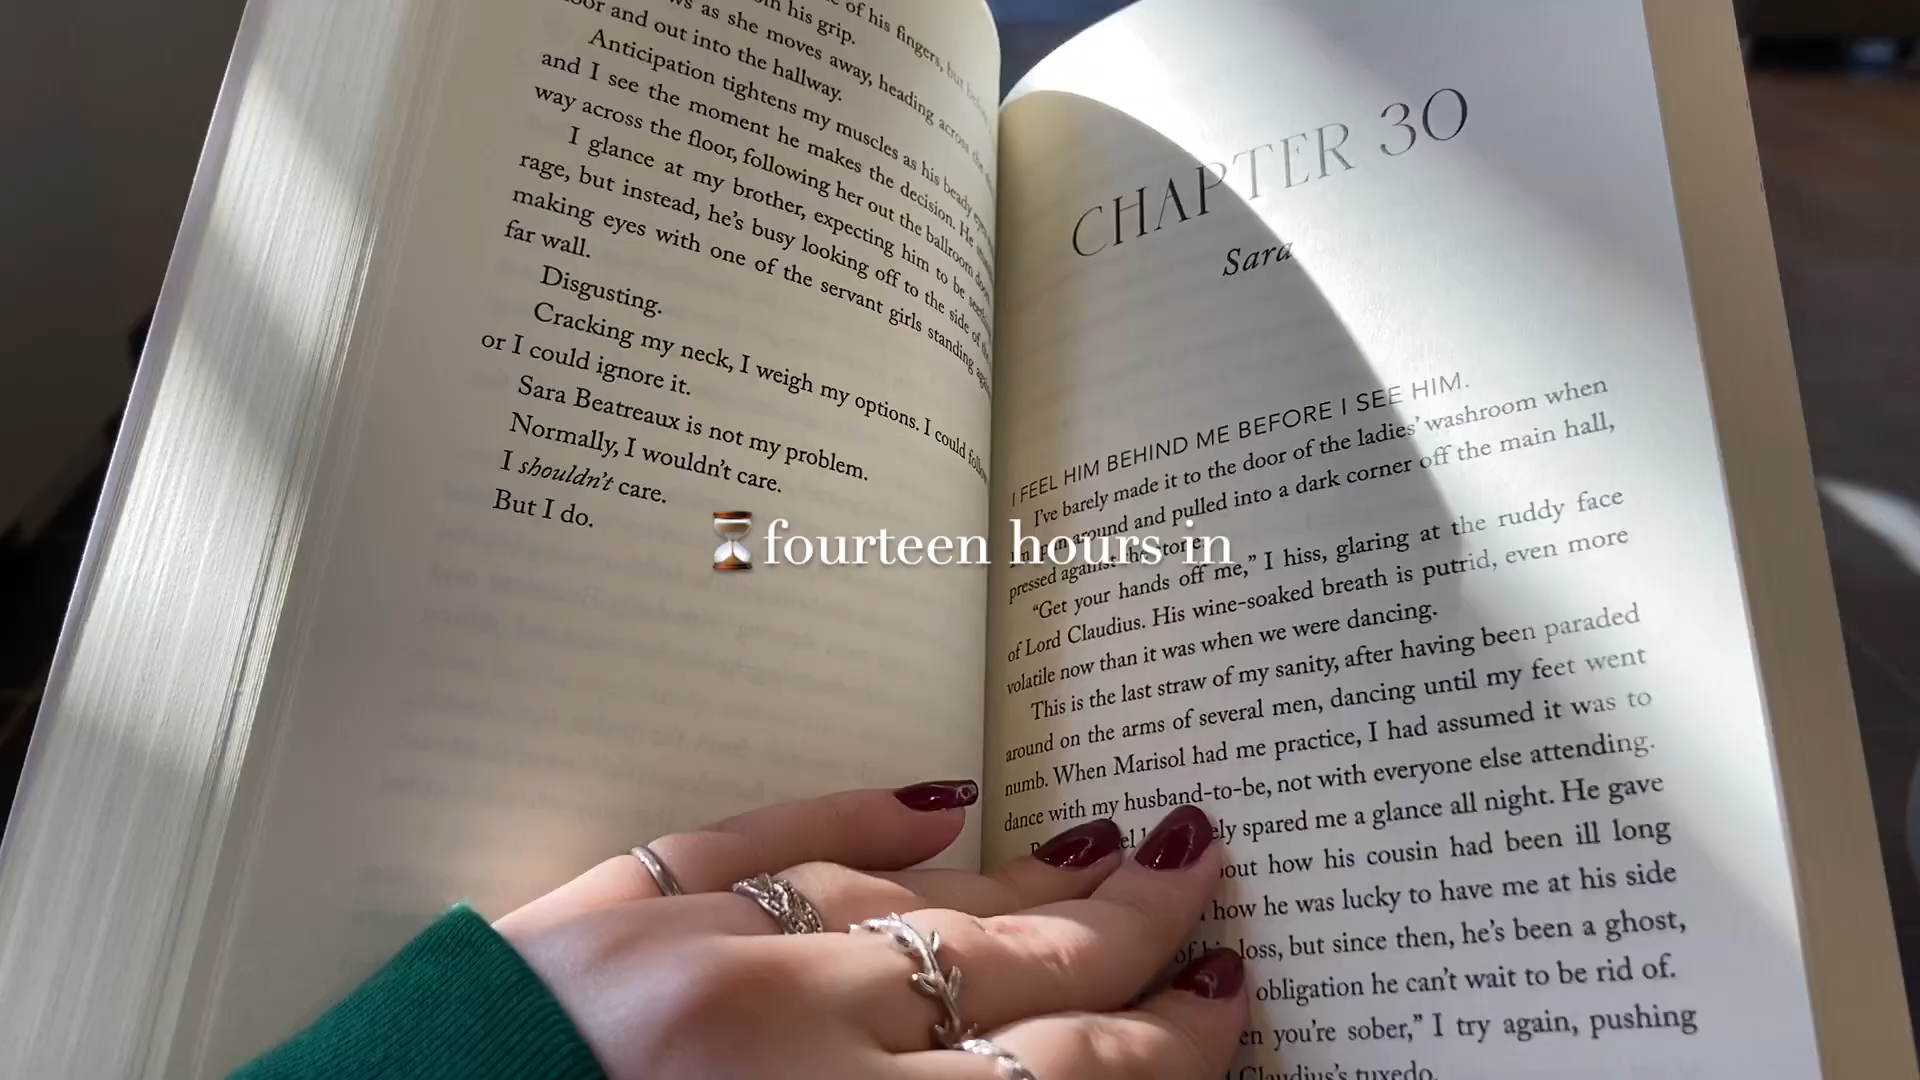 of his fingers, but
his grip.
as she moves away, heading across the
and out into the hallway.
Anticipation tightens my muscles as his beady eyes
and I see the moment he makes the decision. He
way across the floor, following her out the ballroom door.
I glance at my brother, expecting him to be
rage, but instead, he's busy looking off to the side of the
making eyes with one of the servant girls standing
far wall.
Disgusting.
Cracking my neck, I weigh my options. I could follow
or I could ignore it.
Sara Beatreaux is not my problem.
Normally, I wouldn't care.
I shouldn't care.
But I do.
CHAPTER 30
Sara
I FEEL HIM BEHIND ME BEFORE I SEE HIM.
I've barely made it to the door of the ladies' washroom when
around and pulled into a dark corner off the main hall,
pressed against the stone.
"Get your hands off me," I hiss, glaring at the ruddy face
of Lord Claudius. His wine-soaked breath is putrid, even more
volatile now than it was when we were dancing.
This is the last straw of my sanity, after having been paraded
around on the arms of several men, dancing until my feet went
numb. When Marisol had me practice, I had assumed it was to
dance with my husband-to-be, not with everyone else attending.
spared me a glance all night. He gave
how his cousin had been ill long
how he was lucky to have me at his side
loss, but since then, he's been a ghost,
obligation he can't wait to be rid of.
you're sober," I try again, pushing
Claudius's tuxedo.
⏳fourteen hours in